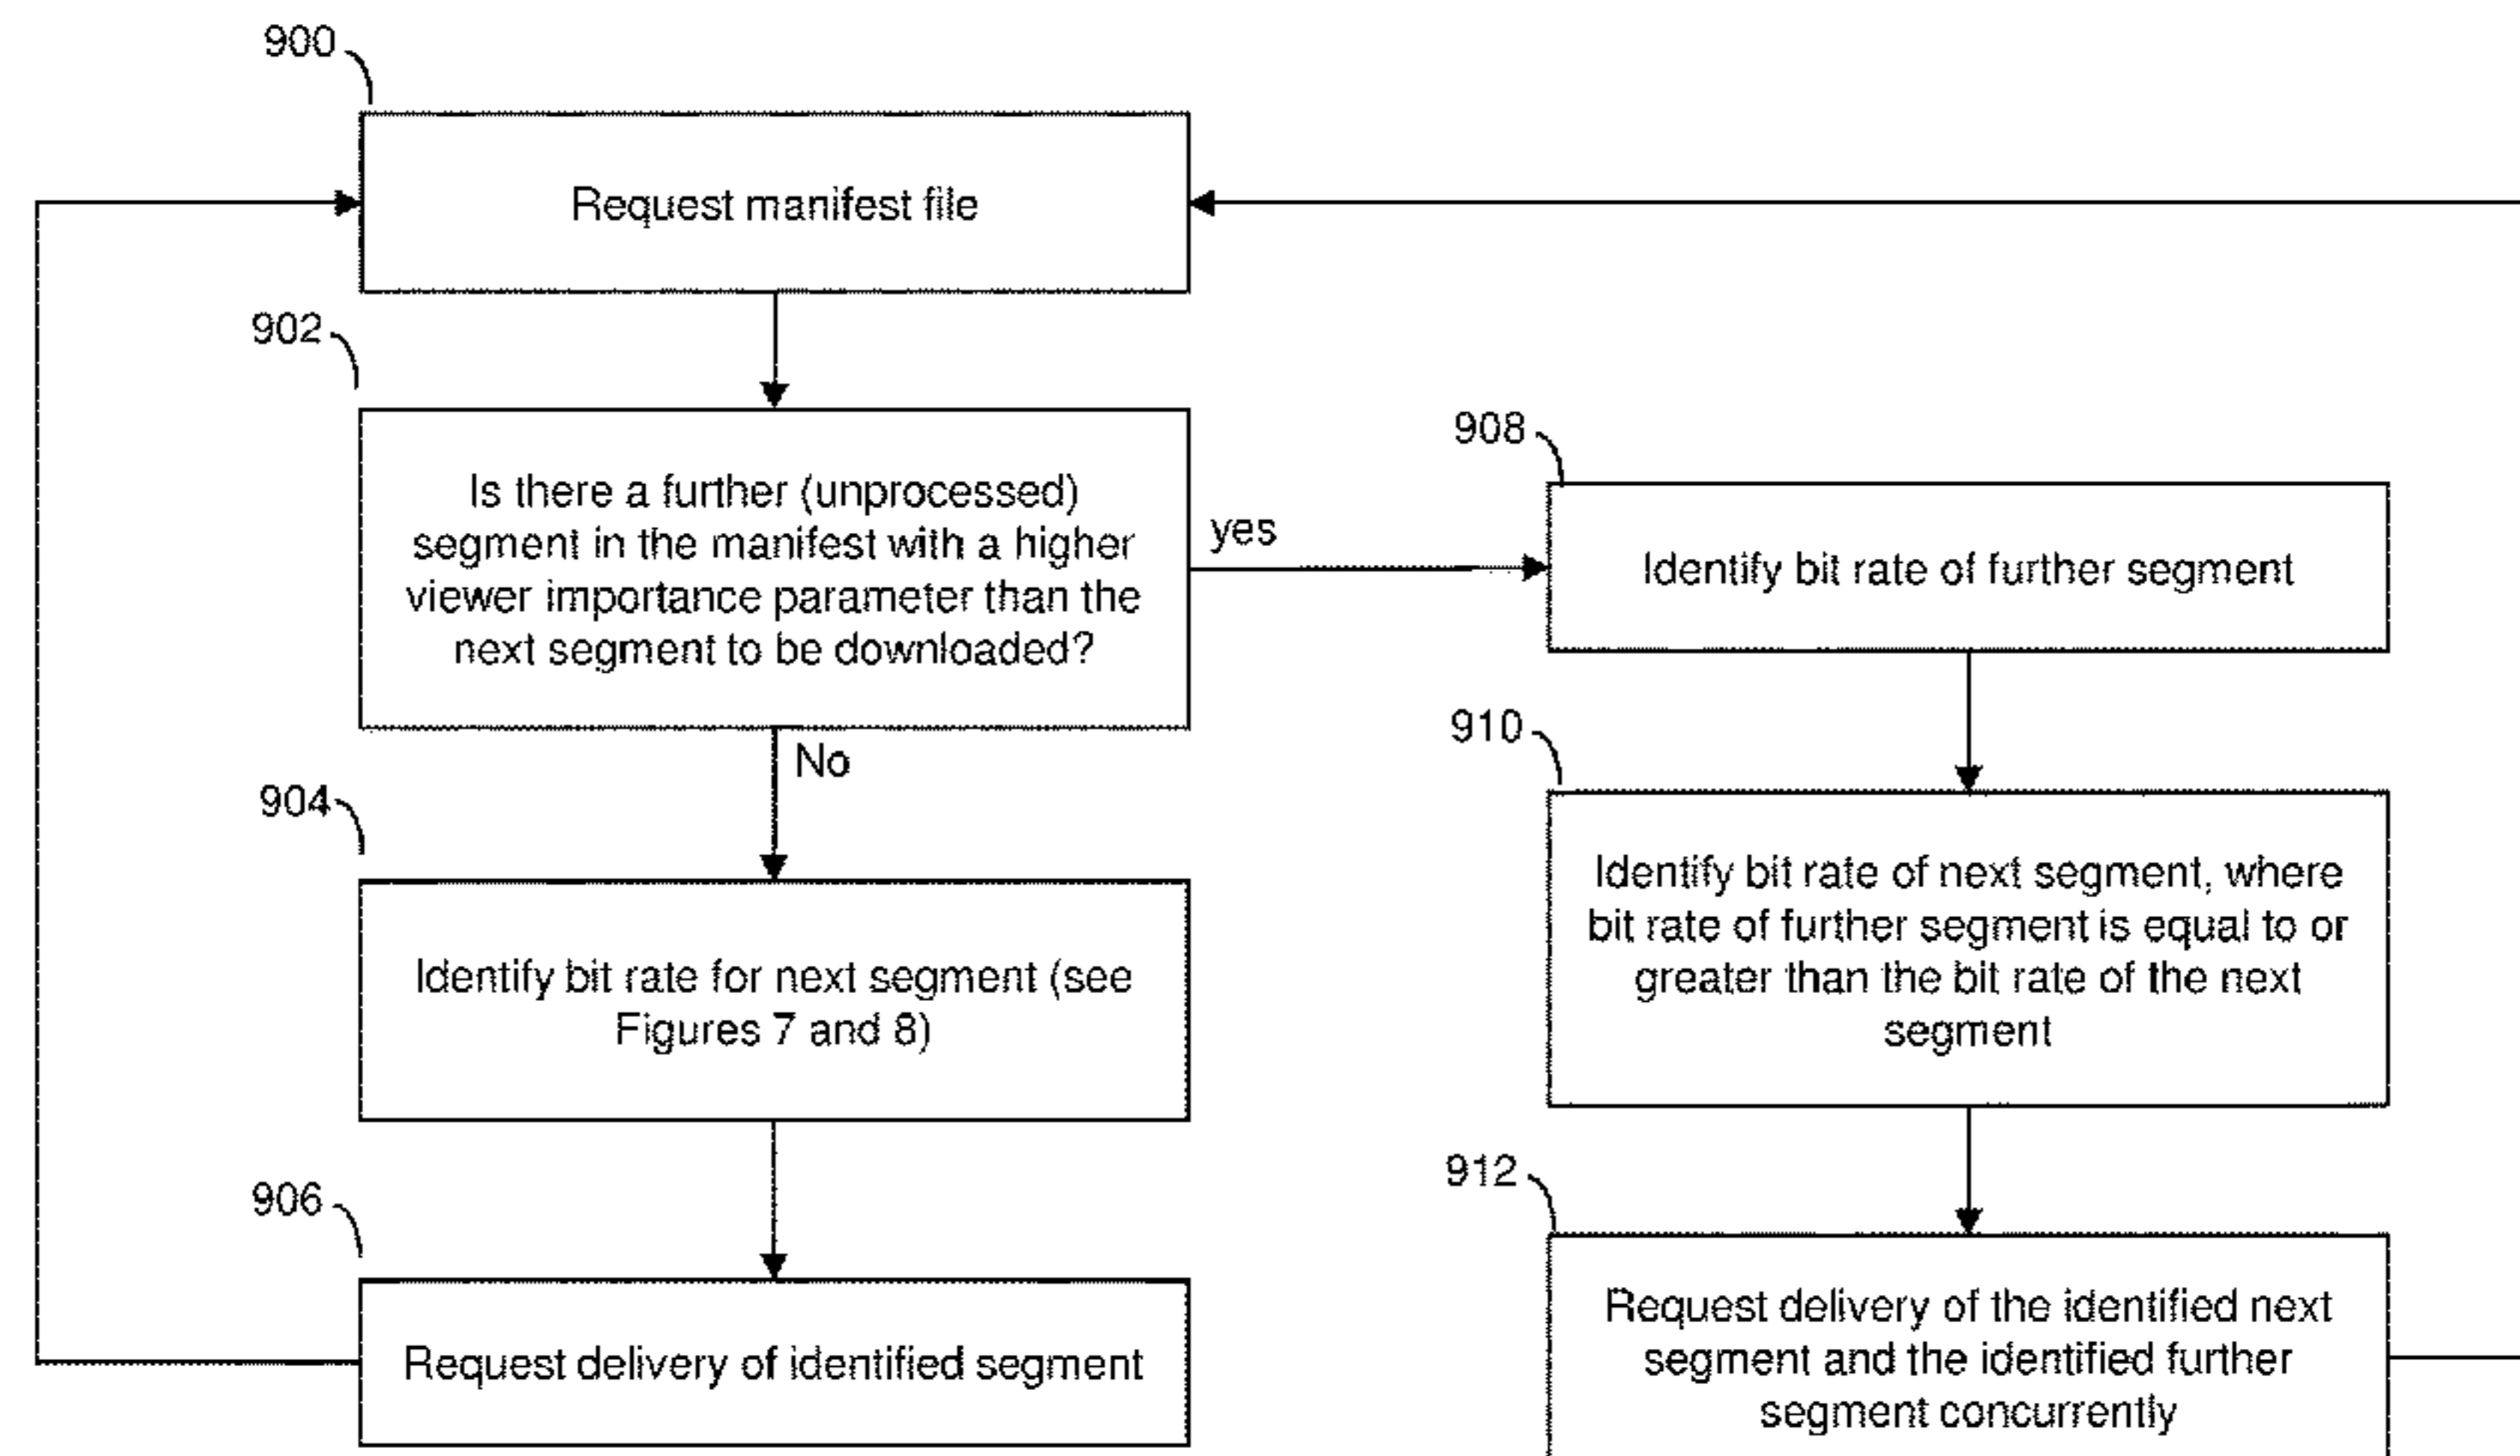 900
Request manifest file
902
Is there a further (unprocessed)
segment in the manifest with a higher
viewer importance parameter than the
next segment to be downloaded?
yes
No
904
Identify bit rate for next segment (see
Figures 7 and 8)
906
Request delivery of identified segment
908
Identify bit rate of further segment
910
Identify bit rate of next segment, where
bit rate of further segment is equal to or
greater than the bit rate of the next
segment
912
Request delivery of the identified next
segment and the identified further
segment concurrently